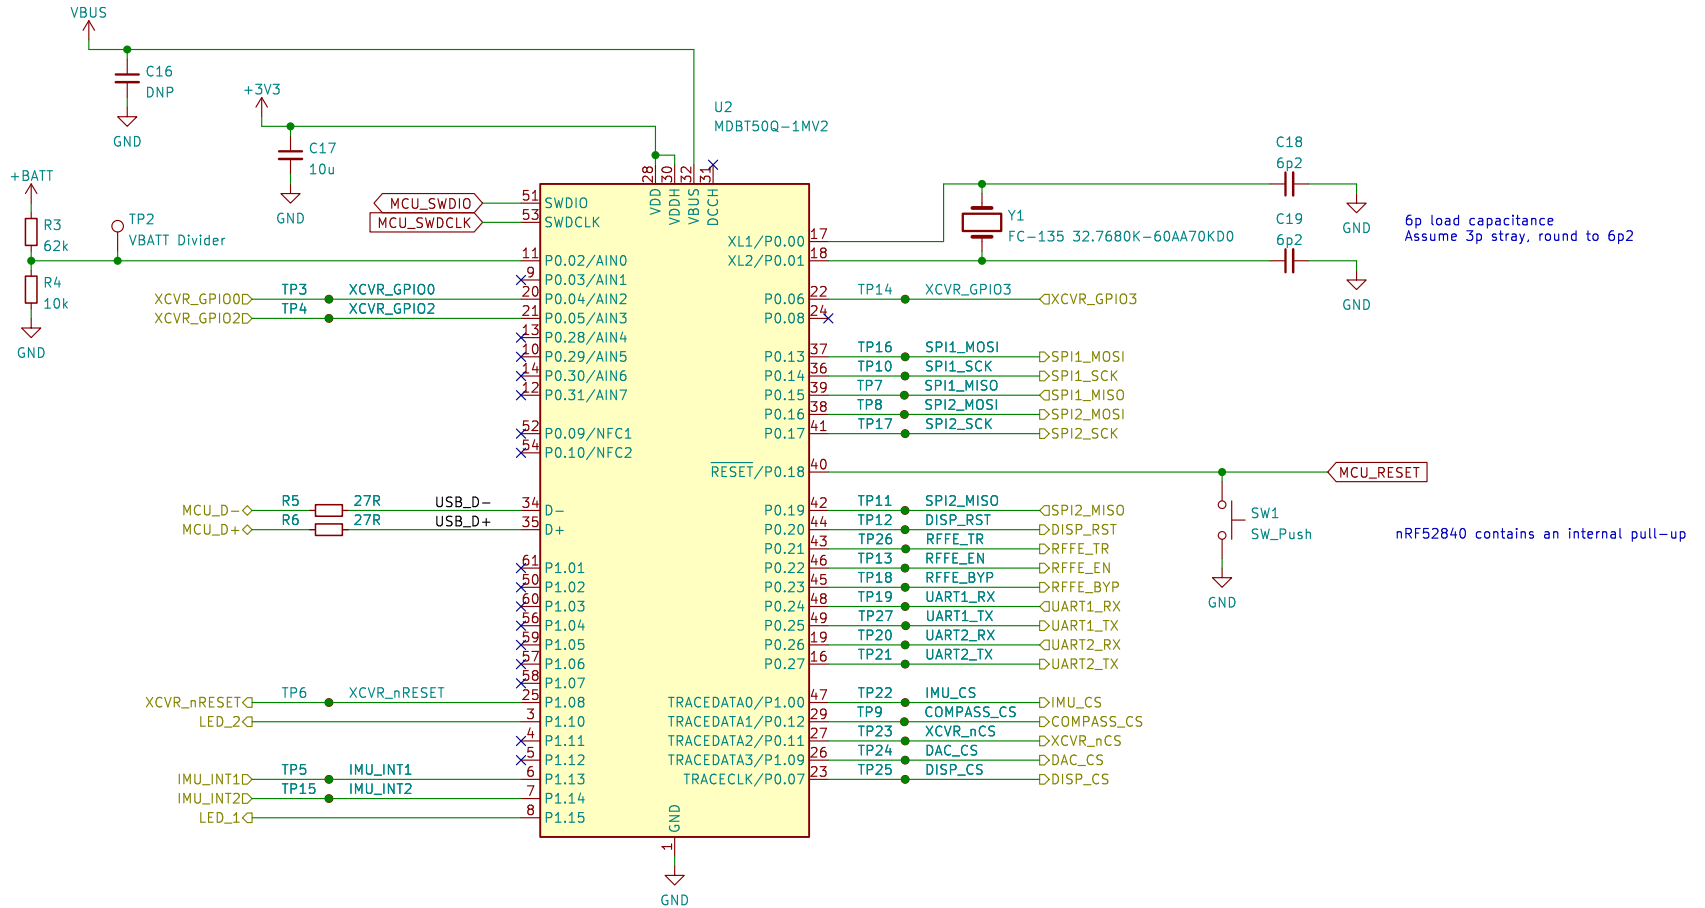 VBUS
C16
DNP
GND
+3V3
C17
10u
GND
U2
MDBT50Q-1MV2
+BATT
R3
62k
R4
10k
GND
TP2
VBATT Divider
MCU_SWDIO
MCU_SWDCLK
28 30 32 31
VDD VDDH VBUS DCCH
51 SWDIO
53 SWDCLK
11 P0.02/AIN0
9 P0.03/AIN1
XCVR_GPIO0 TP3 XCVR_GPIO0 20 P0.04/AIN2
XCVR_GPIO2 TP4 XCVR_GPIO2 21 P0.05/AIN3
13 P0.28/AIN4
10 P0.29/AIN5
14 P0.30/AIN6
12 P0.31/AIN7
52 P0.09/NFC1
54 P0.10/NFC2
MCU_D- R5 27R USB_D- 34 D-
MCU_D+ R6 27R USB_D+ 35 D+
61 P1.01
50 P1.02
60 P1.03
56 P1.04
59 P1.05
57 P1.06
58 P1.07
XCVR_nRESET TP6 XCVR_nRESET 25 P1.08
LED_2 3 P1.10
4 P1.11
5 P1.12
IMU_INT1 TP5 IMU_INT1 6 P1.13
IMU_INT2 TP15 IMU_INT2 7 P1.14
LED_1 8 P1.15
GND
1
GND
XL1/P0.00 17
XL2/P0.01 18
Y1
FC-135 32.7680K-60AA70KD0
C18
6p2
GND
C19
6p2
GND
6p load capacitance
Assume 3p stray, round to 6p2
P0.06 22 TP14 XCVR_GPIO3 XCVR_GPIO3
P0.08 24
P0.13 37 TP16 SPI1_MOSI SPI1_MOSI
P0.14 36 TP10 SPI1_SCK SPI1_SCK
P0.15 39 TP7 SPI1_MISO SPI1_MISO
P0.16 38 TP8 SPI2_MOSI SPI2_MOSI
P0.17 41 TP17 SPI2_SCK SPI2_SCK
RESET/P0.18 40 MCU_RESET
P0.19 42 TP11 SPI2_MISO SPI2_MISO
P0.20 44 TP12 DISP_RST DISP_RST
P0.21 43 TP26 RFFE_TR RFFE_TR
P0.22 46 TP13 RFFE_EN RFFE_EN
P0.23 45 TP18 RFFE_BYP RFFE_BYP
P0.24 48 TP19 UART1_RX UART1_RX
P0.25 49 TP27 UART1_TX UART1_TX
P0.26 19 TP20 UART2_RX UART2_RX
P0.27 16 TP21 UART2_TX UART2_TX
TRACEDATA0/P1.00 47 TP22 IMU_CS IMU_CS
TRACEDATA1/P0.12 29 TP9 COMPASS_CS COMPASS_CS
TRACEDATA2/P0.11 27 TP23 XCVR_nCS XCVR_nCS
TRACEDATA3/P1.09 26 TP24 DAC_CS DAC_CS
TRACECLK/P0.07 23 TP25 DISP_CS DISP_CS
SW1
SW_Push
GND
nRF52840 contains an internal pull-up